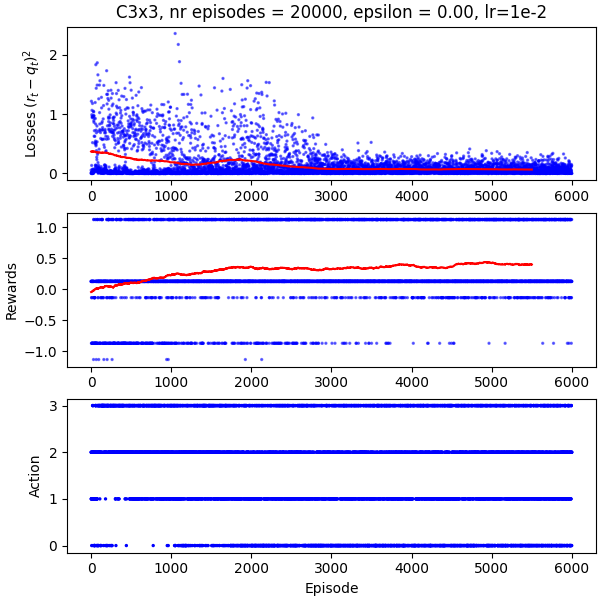 C3x3, nr episodes = 20000, epsilon = 0.00, lr=1e-2
Losses $(r_t - q_t)^2$
2
1
0
0 1000 2000 3000 4000 5000 6000
Rewards
1.0
0.5
0.0
−0.5
−1.0
0 1000 2000 3000 4000 5000 6000
Action
3
2
1
0
0 1000 2000 3000 4000 5000 6000
Episode